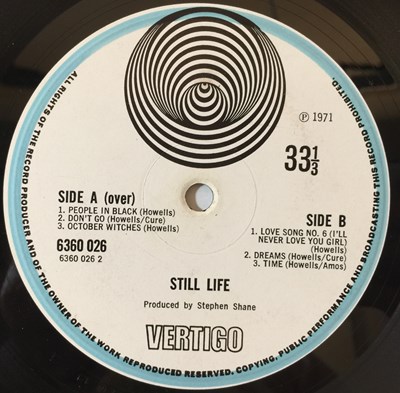 ALL RIGHTS OF THE RECORD PRODUCER AND OF THE OWNER OF THE WORK REPRODUCED RESERVED. COPYING, PUBLIC PERFORMANCE AND BROADCASTING THIS RECORD PROHIBITED.
℗ 1971
33⅓
SIDE A (over)
1. PEOPLE IN BLACK (Howells)
2. DON'T GO (Howells/Cure)
3. OCTOBER WITCHES (Howells)
6360 026
6360 026 2
SIDE B
1. LOVE SONG NO. 6 (I'LL
NEVER LOVE YOU GIRL)
(Howells)
2. DREAMS (Howells/Cure)
3. TIME (Howells/Amos)
STILL LIFE
Produced by Stephen Shane
VERTIGO